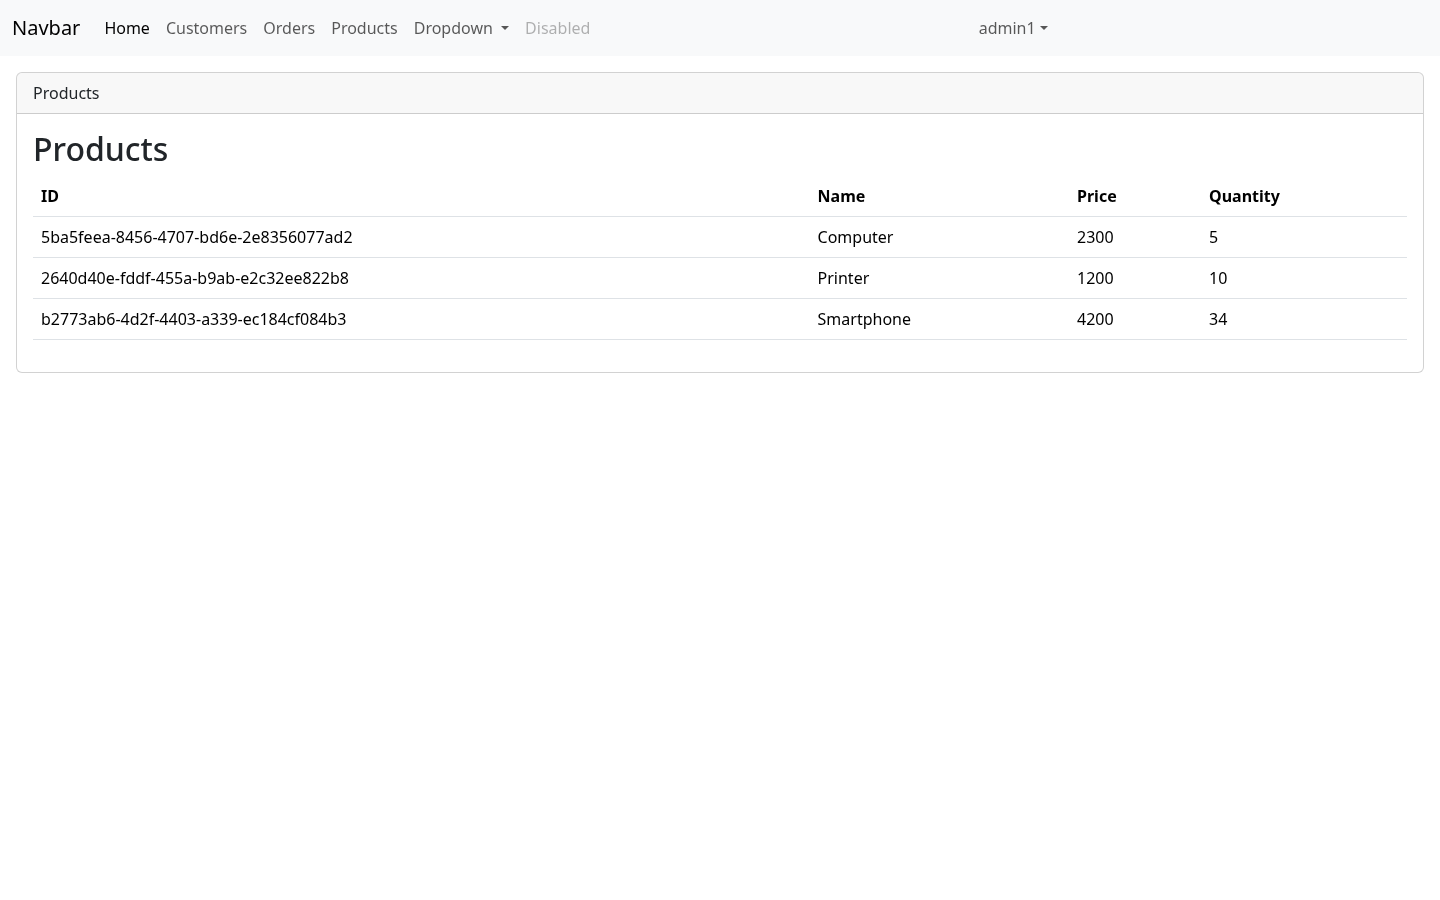 Navbar Home Customers Orders Products Dropdown Disabled admin1
Products
Products
ID Name Price Quantity
5ba5feea-8456-4707-bd6e-2e8356077ad2 Computer 2300 5
2640d40e-fddf-455a-b9ab-e2c32ee822b8 Printer 1200 10
b2773ab6-4d2f-4403-a339-ec184cf084b3 Smartphone 4200 34